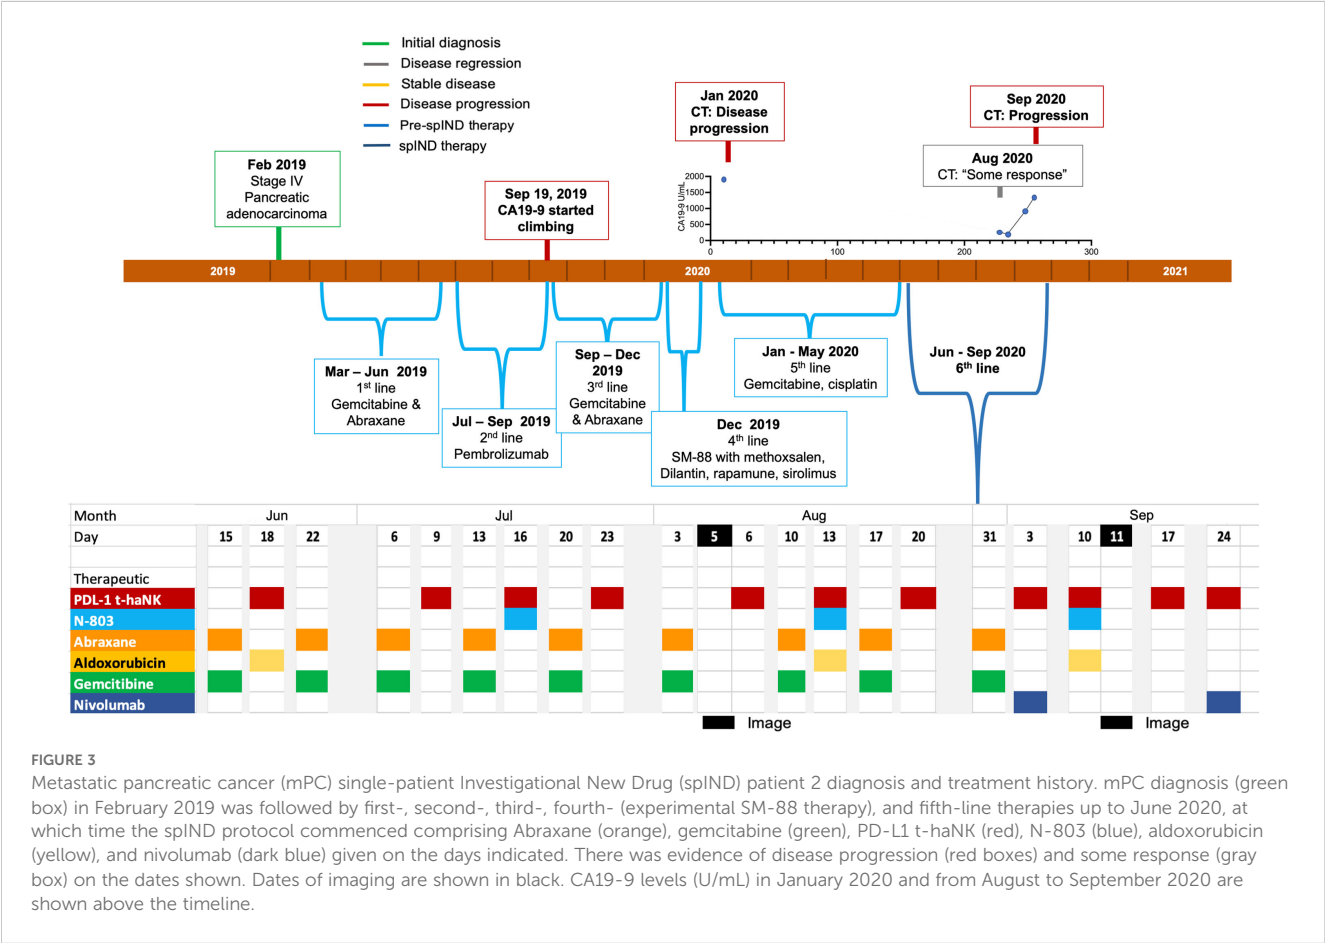 Initial diagnosis
Disease regression
Stable disease
Disease progression
Pre-spIND therapy
spIND therapy
Feb 2019
Stage IV
Pancreatic
adenocarcinoma
Sep 19, 2019
CA19-9 started
climbing
Jan 2020
CT: Disease
progression
Sep 2020
CT: Progression
Aug 2020
CT: “Some response”
CA19-9 U/mL
2000
1500
1000
500
0
0 100 200 300
2019 2020 2021
Mar – Jun 2019
1st line
Gemcitabine &
Abraxane
Jul – Sep 2019
2nd line
Pembrolizumab
Sep – Dec
2019
3rd line
Gemcitabine
& Abraxane
Dec 2019
4th line
SM-88 with methoxsalen,
Dilantin, rapamune, sirolimus
Jan - May 2020
5th line
Gemcitabine, cisplatin
Jun - Sep 2020
6th line
Month Jun Jul Aug Sep
Day 15 18 22 6 9 13 16 20 23 3 5 6 10 13 17 20 31 3 10 11 17 24
Therapeutic
PDL-1 t-haNK
N-803
Abraxane
Aldoxorubicin
Gemcitibine
Nivolumab
Image Image
FIGURE 3
Metastatic pancreatic cancer (mPC) single-patient Investigational New Drug (spIND) patient 2 diagnosis and treatment history. mPC diagnosis (green
box) in February 2019 was followed by first-, second-, third-, fourth- (experimental SM-88 therapy), and fifth-line therapies up to June 2020, at
which time the spIND protocol commenced comprising Abraxane (orange), gemcitabine (green), PD-L1 t-haNK (red), N-803 (blue), aldoxorubicin
(yellow), and nivolumab (dark blue) given on the days indicated. There was evidence of disease progression (red boxes) and some response (gray
box) on the dates shown. Dates of imaging are shown in black. CA19-9 levels (U/mL) in January 2020 and from August to September 2020 are
shown above the timeline.